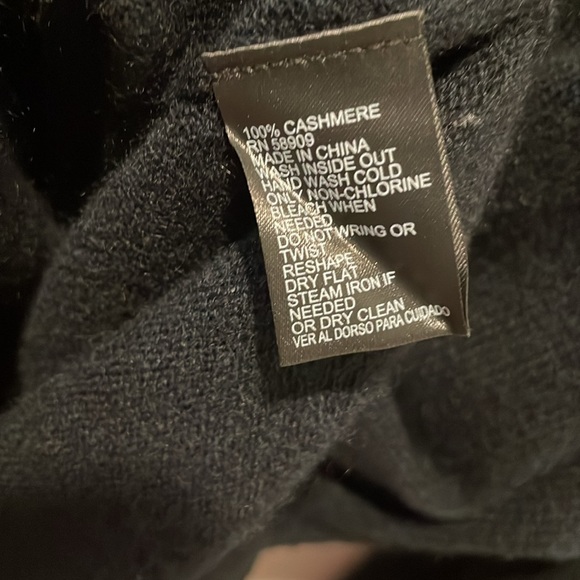 100% CASHMERE
RN 58909
MADE IN CHINA
WASH INSIDE OUT
HAND WASH COLD
ONLY NON-CHLORINE
BLEACH WHEN
NEEDED
DO NOT WRING OR
TWIST
RESHAPE
DRY FLAT
STEAM IRON IF
NEEDED
OR DRY CLEAN
VER AL DORSO PARA CUIDADO